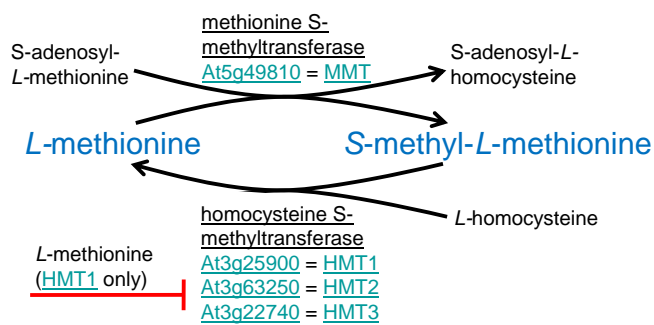 methionine S-
methyltransferase
At5g49810 = MMT
S-adenosyl-
L-methionine
S-adenosyl-L-
homocysteine
L-methionine
S-methyl-L-methionine
homocysteine S-
methyltransferase
At3g25900 = HMT1
At3g63250 = HMT2
At3g22740 = HMT3
L-homocysteine
L-methionine
(HMT1 only)